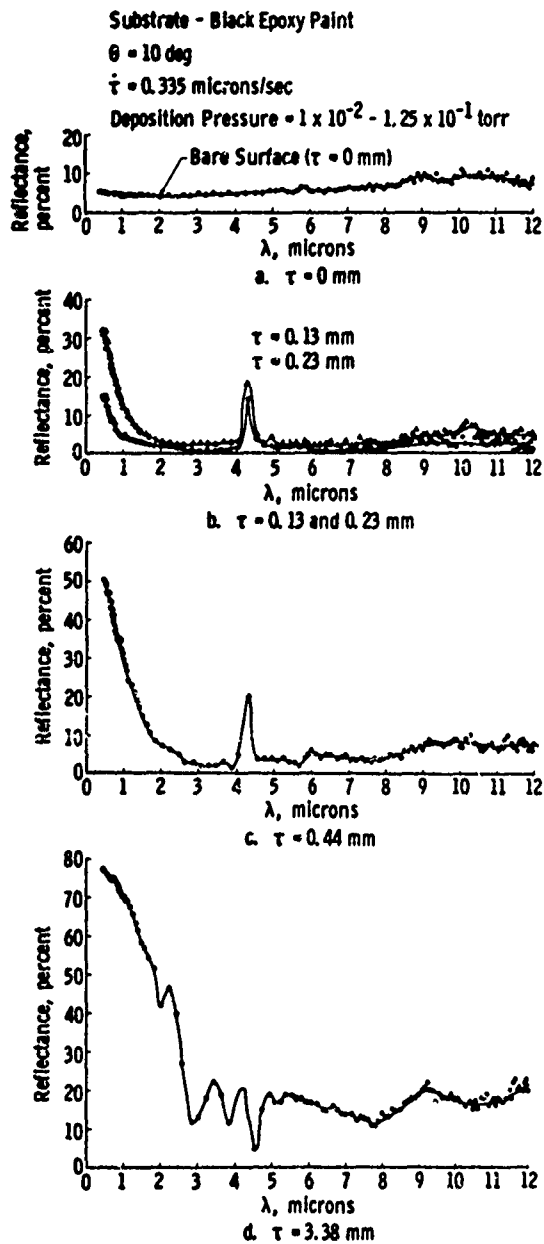 Substrate - Black Epoxy Paint
θ = 10 deg
τ̇ = 0.335 microns/sec
Deposition Pressure = 1 x 10⁻² - 1.25 x 10⁻¹ torr
Reflectance, percent
20
10
0
Bare Surface (τ = 0 mm)
0 1 2 3 4 5 6 7 8 9 10 11 12
λ, microns
a. τ = 0 mm
Reflectance, percent
40
30
20
10
0
τ = 0.13 mm
τ = 0.23 mm
0 1 2 3 4 5 6 7 8 9 10 11 12
λ, microns
b. τ = 0.13 and 0.23 mm
Reflectance, percent
60
50
40
30
20
10
0
0 1 2 3 4 5 6 7 8 9 10 11 12
λ, microns
c. τ = 0.44 mm
Reflectance, percent
80
70
60
50
40
30
20
10
0
0 1 2 3 4 5 6 7 8 9 10 11 12
λ, microns
d. τ = 3.38 mm